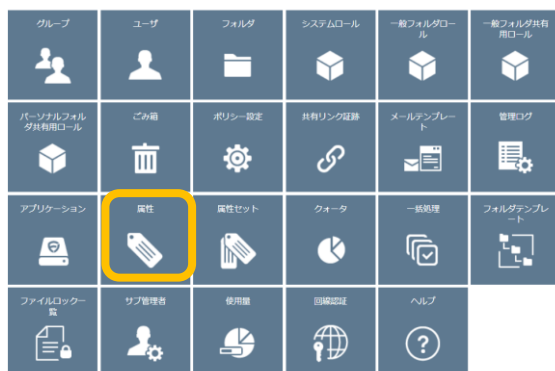 グループ
ユーザ
フォルダ
システムロール
一般フォルダロー
ル
一般フォルダ共有
用ロール
パーソナルフォル
ダ共有用ロール
ごみ箱
ポリシー設定
共有リンク証跡
メールテンプレー
ト
管理ログ
アプリケーション
属性
属性セット
クォータ
一括処理
フォルダテンプレ
ート
ファイルロック一
覧
サブ管理者
使用量
回線認証
ヘルプ
?